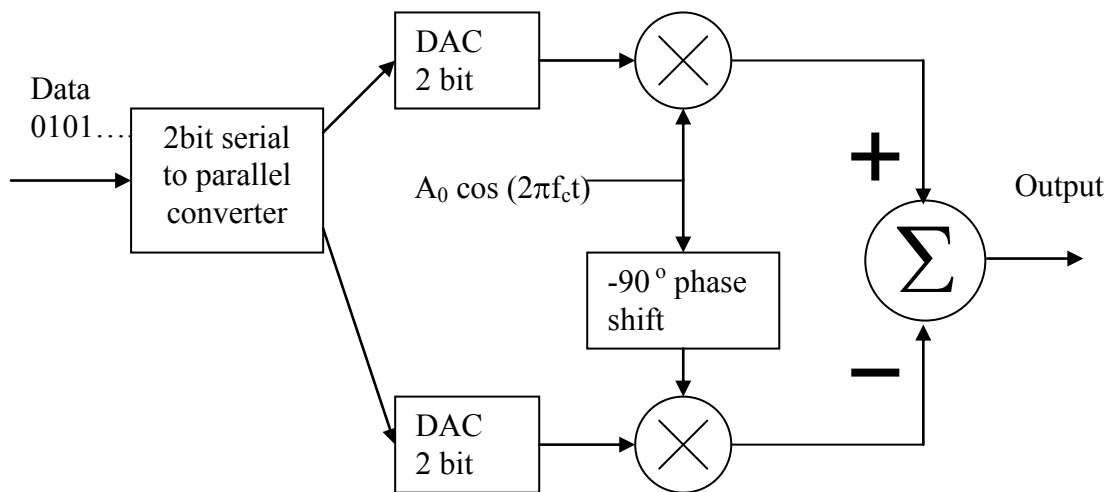 Data
0101....
2bit serial
to parallel
converter
DAC
2 bit
A₀ cos (2πf꜀t)
-90 ° phase
shift
DAC
2 bit
+
Σ
−
Output